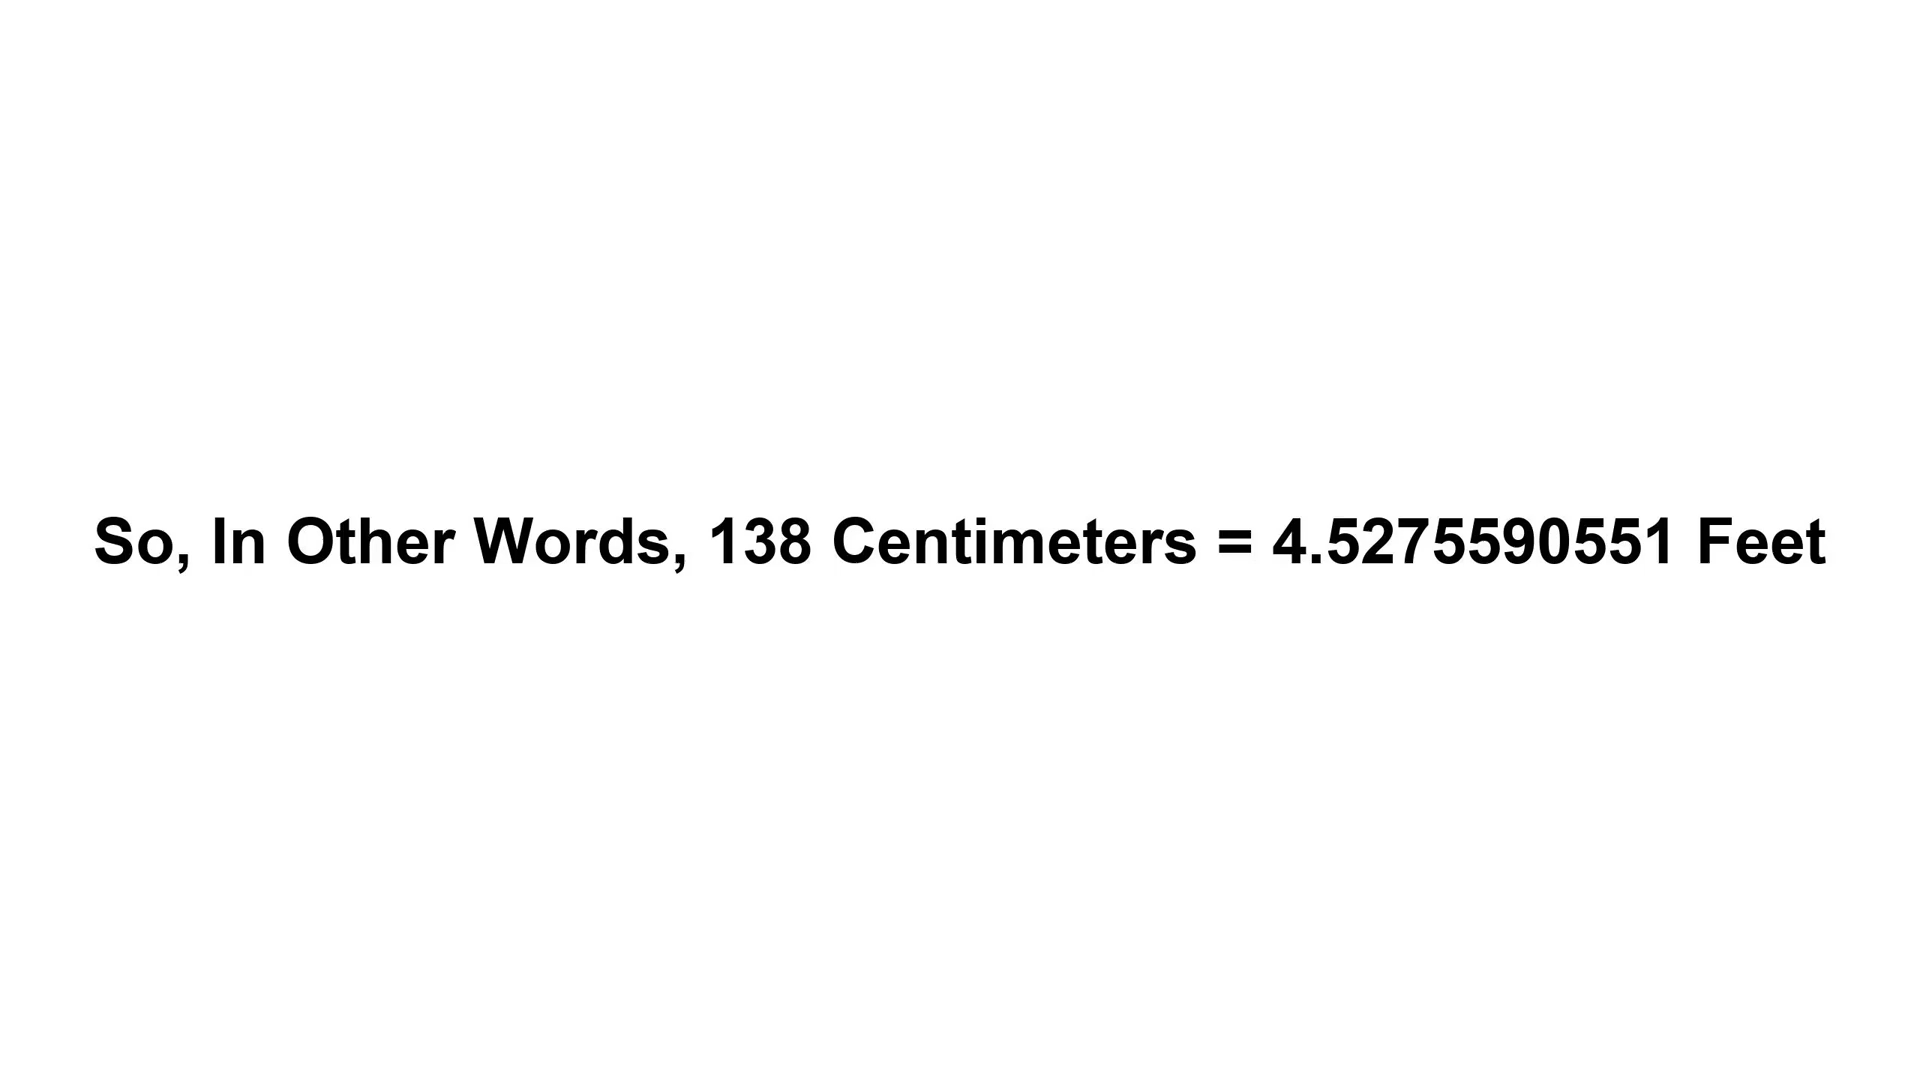 So, In Other Words, 138 Centimeters = 4.5275590551 Feet